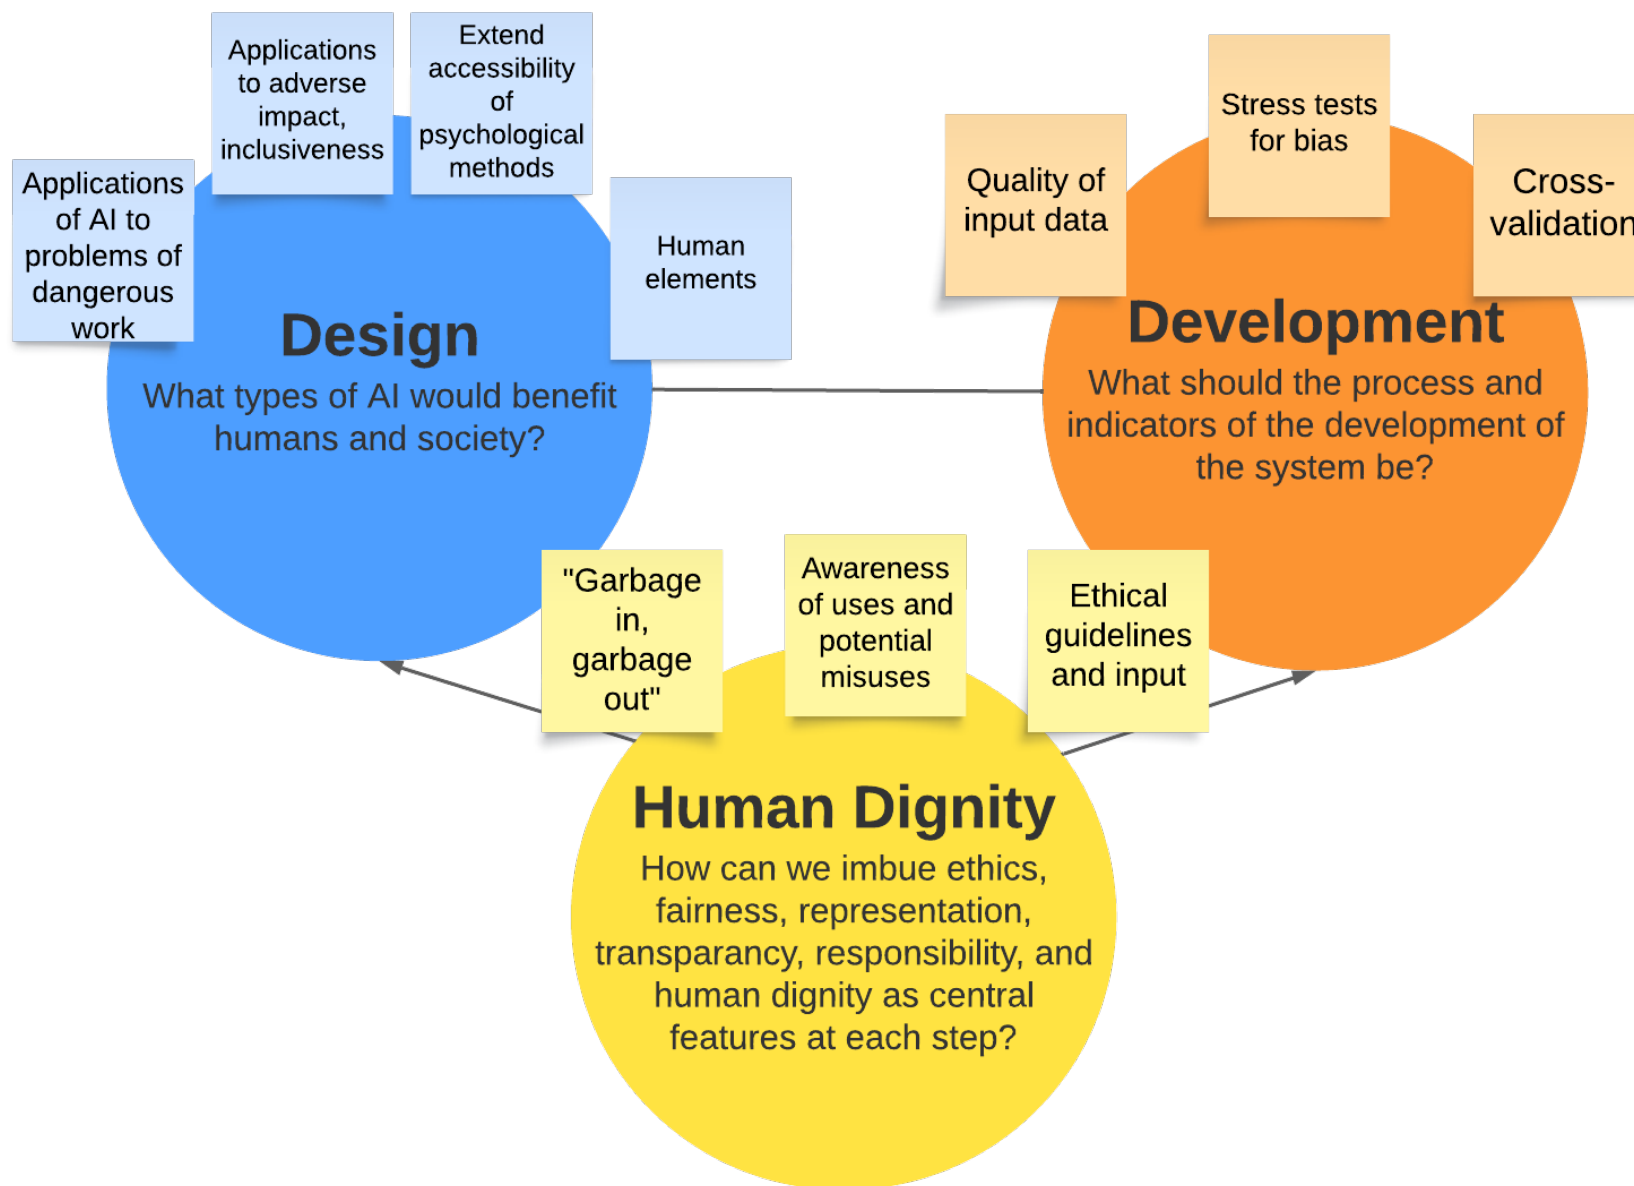 Applications
of AI to
problems of
dangerous
work
Applications
to adverse
impact,
inclusiveness
Extend
accessibility
of
psychological
methods
Human
elements
Design
What types of AI would benefit
humans and society?
Quality of
input data
Stress tests
for bias
Cross-
validation
Development
What should the process and
indicators of the development of
the system be?
"Garbage
in,
garbage
out"
Awareness
of uses and
potential
misuses
Ethical
guidelines
and input
Human Dignity
How can we imbue ethics,
fairness, representation,
transparancy, responsibility, and
human dignity as central
features at each step?